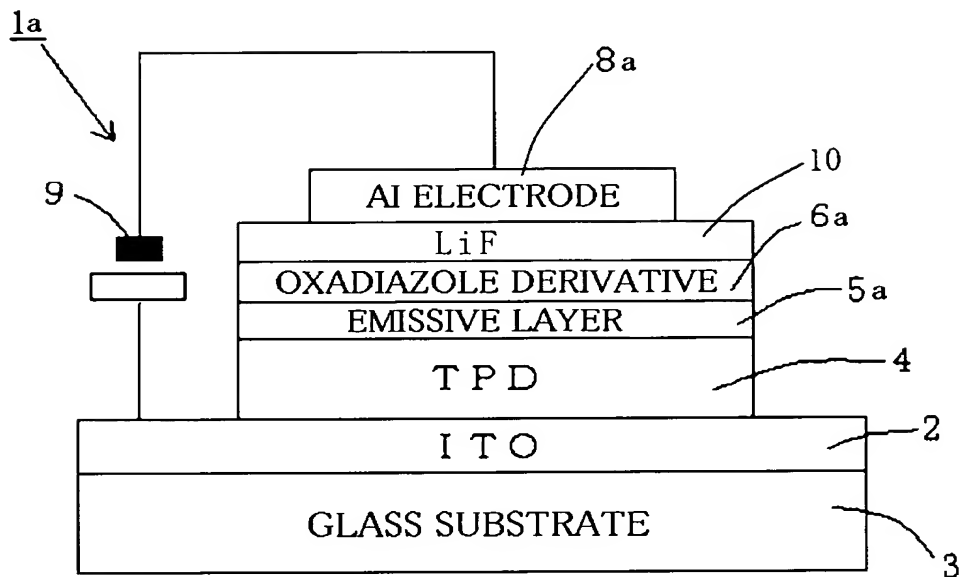 1a
8a
10
9
Al ELECTRODE
6a
LiF
OXADIAZOLE DERIVATIVE
5a
EMISSIVE LAYER
TPD
4
ITO
2
GLASS SUBSTRATE
3